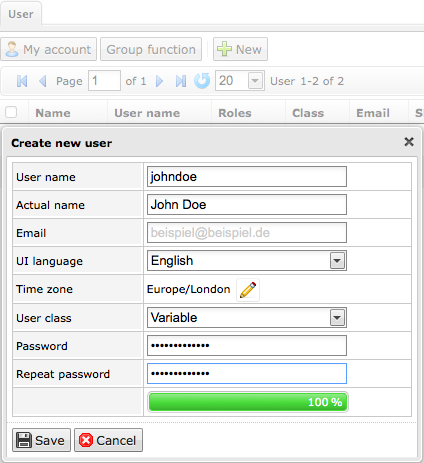 User
My account Group function New
Page 1 of 1 20 User 1-2 of 2
Name User name Roles Class Email
Create new user
User name johndoe
Actual name John Doe
Email beispiel@beispiel.de
UI language English
Time zone Europe/London
User class Variable
Password •••••••••••••
Repeat password •••••••••••••
100 %
Save Cancel